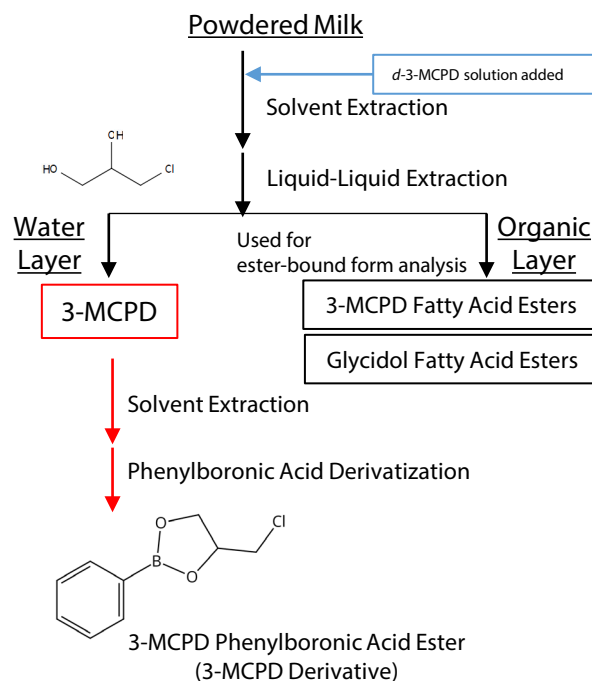 Powdered Milk
d-3-MCPD solution added
Solvent Extraction
CH
HO
Cl
Liquid-Liquid Extraction
Water
Layer
Used for
ester-bound form analysis
Organic
Layer
3-MCPD
3-MCPD Fatty Acid Esters
Glycidol Fatty Acid Esters
Solvent Extraction
Phenylboronic Acid Derivatization
Cl
O
B
O
3-MCPD Phenylboronic Acid Ester
(3-MCPD Derivative)